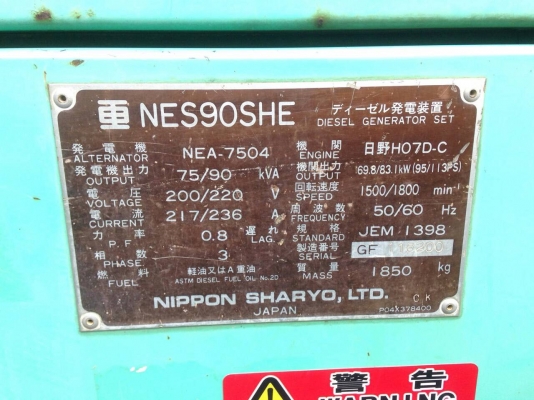 重 NES90SHE ディーゼル発電装置
DIESEL GENERATOR SET
発電機 NEA-7504 機関 日野H07D-C
ALTERNATOR ENGINE
発電機出力 75/90 kVA 機関出力 69.8/83.1kW(95/113PS)
OUTPUT OUTPUT
電圧 200/220 V 回転速度 1500/1800 min⁻¹
VOLTAGE SPEED
電流 217/236 A 周波数 50/60 Hz
CURRENT FREQUENCY
力率 0.8 遅れ 規格 JEM 1398
P.F. LAG. STANDARD
相数 3 製造番号 GF
PHASE SERIAL
燃料 軽油又はA重油 質量 1850 kg
FUEL ASTM DIESEL FUEL OIL-No.2D MASS
NIPPON SHARYO, LTD. CK
JAPAN P04X378400
警告
WARNING